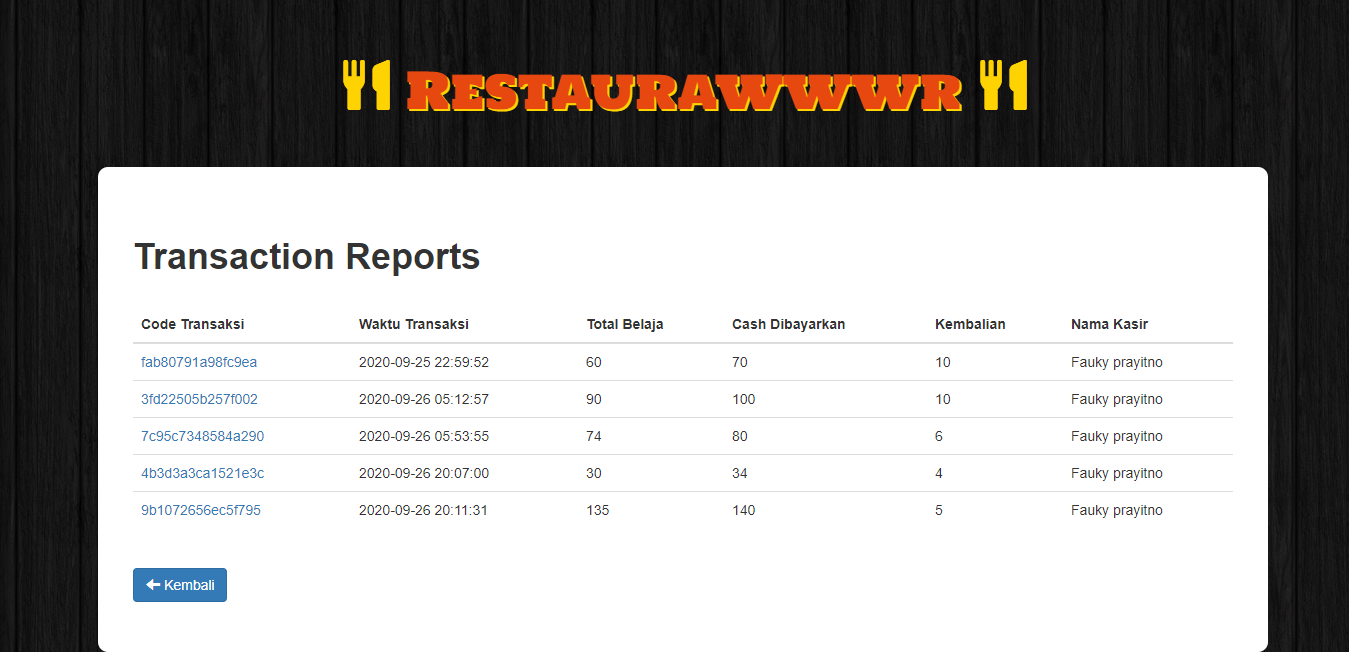 RESTAURAWWWR
Transaction Reports
Code Transaksi Waktu Transaksi Total Belaja Cash Dibayarkan Kembalian Nama Kasir
fab80791a98fc9ea 2020-09-25 22:59:52 60 70 10 Fauky prayitno
3fd22505b257f002 2020-09-26 05:12:57 90 100 10 Fauky prayitno
7c95c7348584a290 2020-09-26 05:53:55 74 80 6 Fauky prayitno
4b3d3a3ca1521e3c 2020-09-26 20:07:00 30 34 4 Fauky prayitno
9b1072656ec5f795 2020-09-26 20:11:31 135 140 5 Fauky prayitno
Kembali